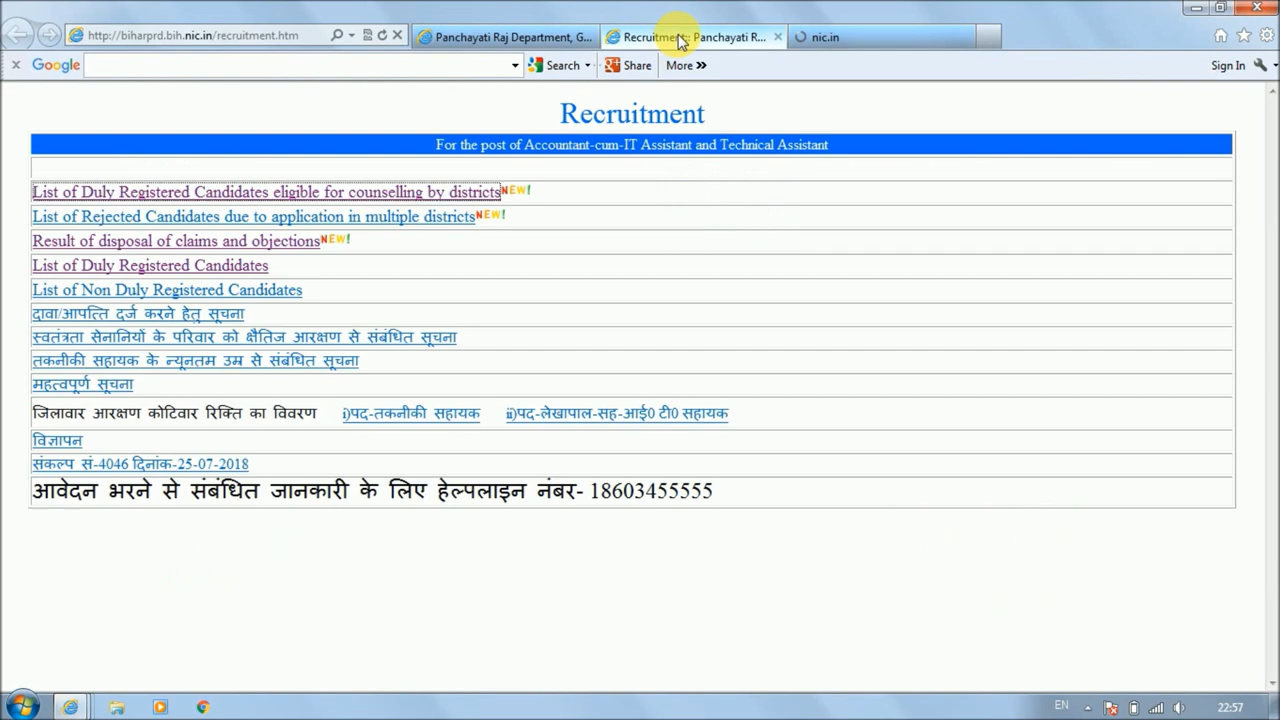 http://biharprd.bih.nic.in/recruitment.htm
Panchayati Raj Department, G...
Recruitment:: Panchayati R...
nic.in
Google
Search
Share
More
Sign In
Recruitment
For the post of Accountant-cum-IT Assistant and Technical Assistant
List of Duly Registered Candidates eligible for counselling by districts NEW!
List of Rejected Candidates due to application in multiple districts NEW!
Result of disposal of claims and objections NEW!
List of Duly Registered Candidates
List of Non Duly Registered Candidates
दावा/आपत्ति दर्ज करने हेतु सूचना
स्वतंत्रता सेनानियों के परिवार को क्षैतिज आरक्षण से संबंधित सूचना
तकनीकी सहायक के न्यूनतम उम्र से संबंधित सूचना
महत्वपूर्ण सूचना
जिलावार आरक्षण कोटिवार रिक्ति का विवरण i)पद-तकनीकी सहायक ii)पद-लेखापाल-सह-आई0 टी0 सहायक
विज्ञापन
संकल्प सं-4046 दिनांक-25-07-2018
आवेदन भरने से संबंधित जानकारी के लिए हेल्पलाइन नंबर- 18603455555
EN
22:57